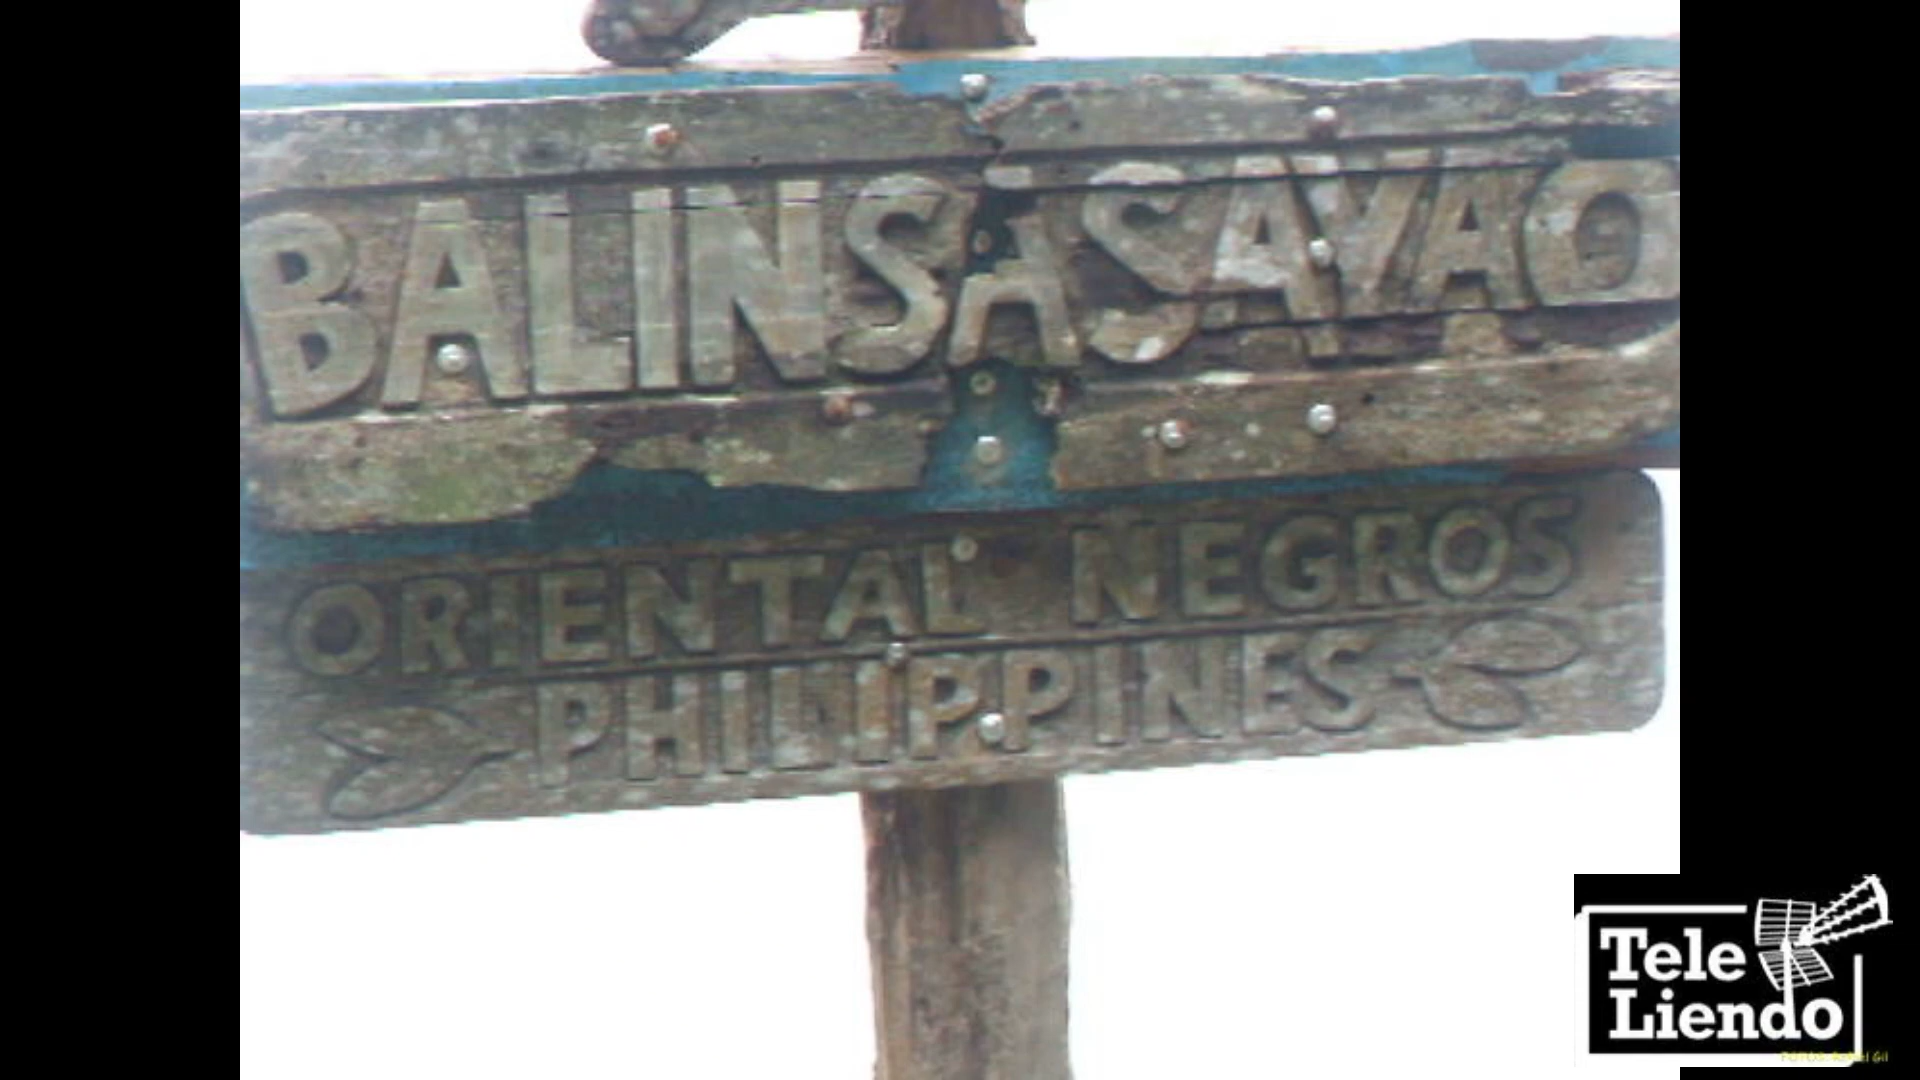 BALINSASAYAO
ORIENTAL NEGROS
PHILIPPINES
Tele
Liendo